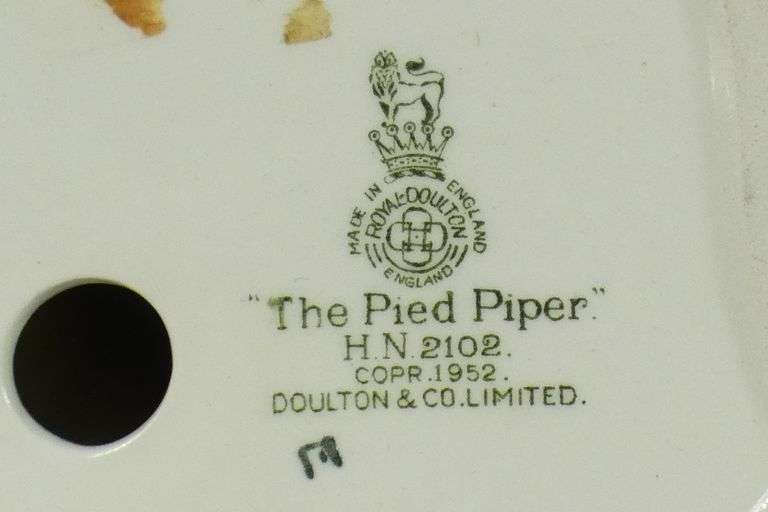 MADE IN ENGLAND
ROYAL-DOULTON
ENGLAND
"The Pied Piper."
H.N. 2102.
COPR. 1952.
DOULTON & CO. LIMITED.